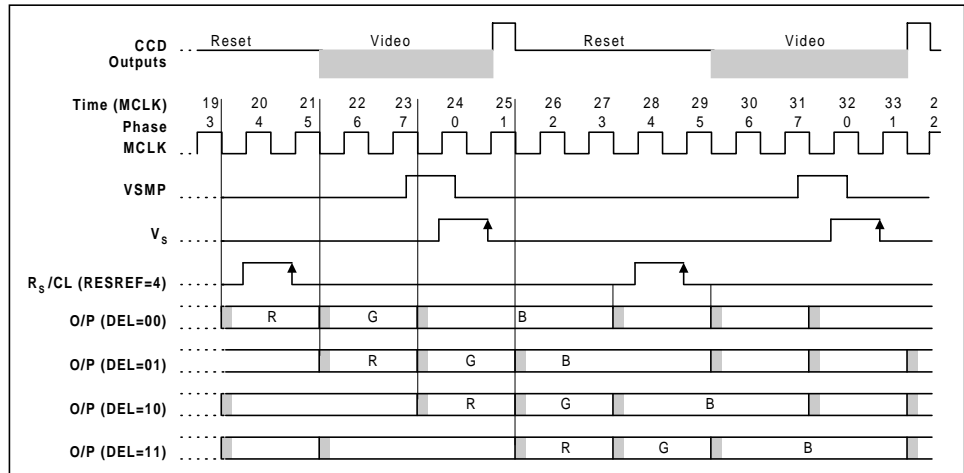 CCD Outputs Reset Video Reset Video
Time (MCLK) 19 20 21 22 23 24 25 26 27 28 29 30 31 32 33 2
Phase 3 4 5 6 7 0 1 2 3 4 5 6 7 0 1 2
MCLK
VSMP
VS
RS/CL (RESREF=4)
O/P (DEL=00) R G B
O/P (DEL=01) R G B
O/P (DEL=10) R G B
O/P (DEL=11) R G B